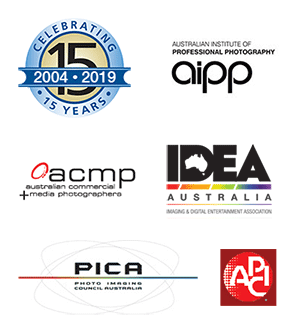 CELEBRATING
15
2004 • 2019
• 15 YEARS •
AUSTRALIAN INSTITUTE OF
PROFESSIONAL PHOTOGRAPHY
aipp
acmp
australian commercial
+media photographers
IDEA
AUSTRALIA
IMAGING & DIGITAL ENTERTAINMENT ASSOCIATION
PICA
PHOTO IMAGING
COUNCIL AUSTRALIA
APIC